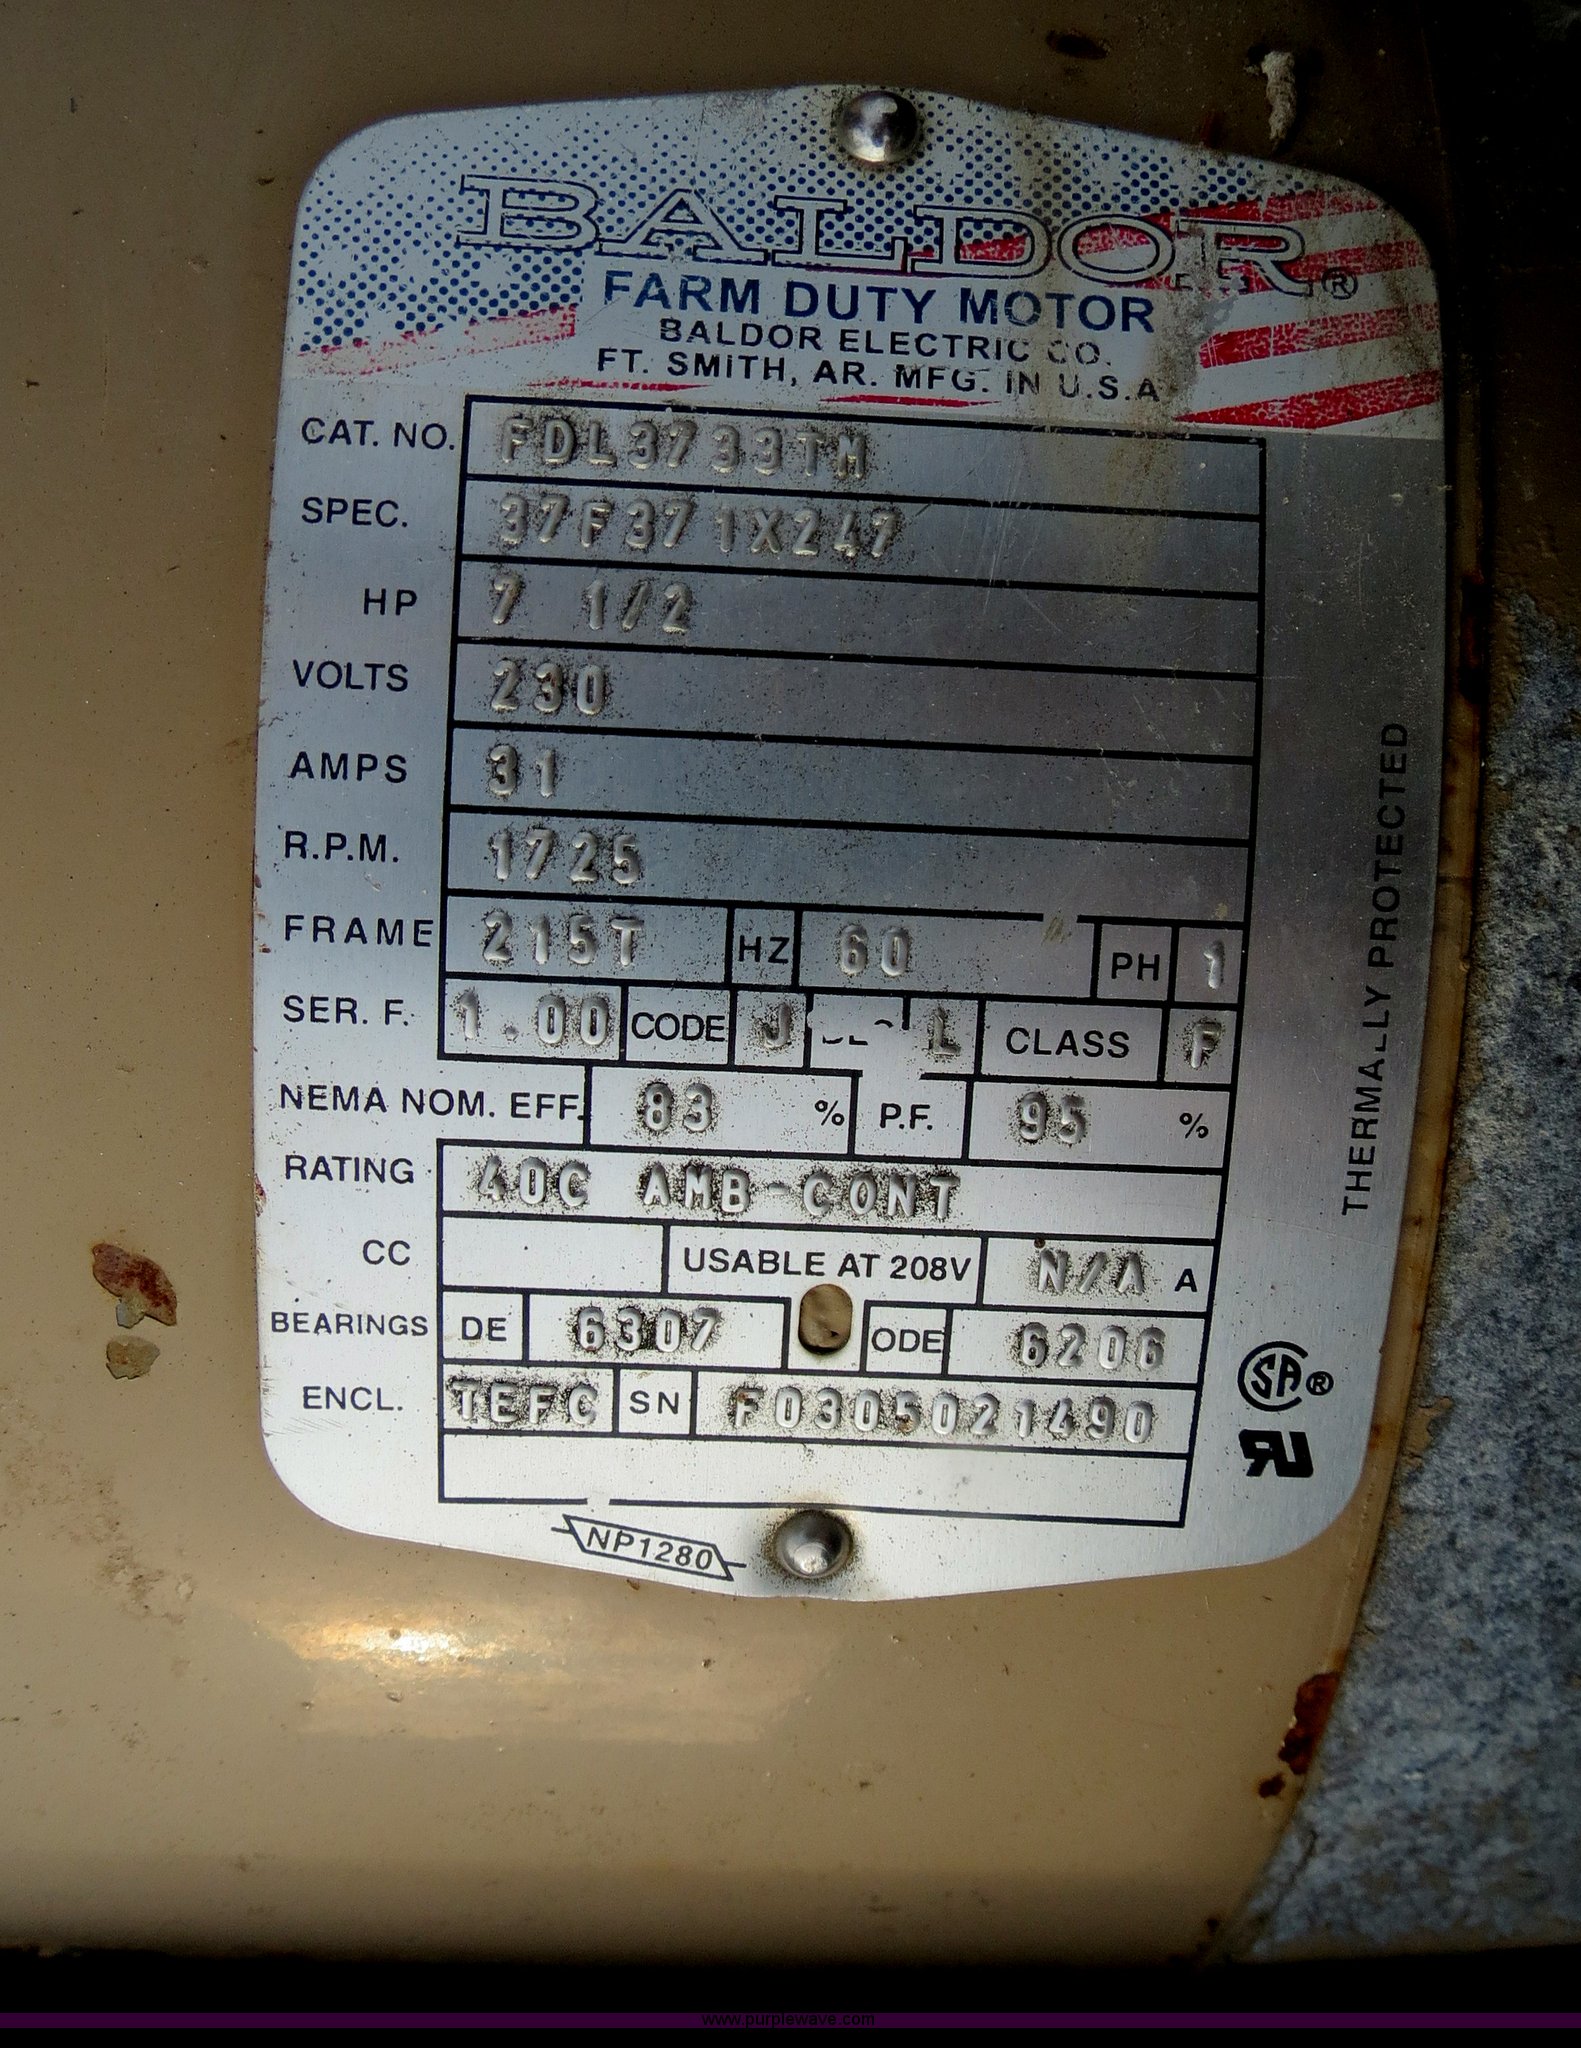 BALDOR®
FARM DUTY MOTOR
BALDOR ELECTRIC CO.
FT. SMITH, AR. MFG. IN U.S.A
CAT. NO. FDL3733TM
SPEC. 37F371X247
HP 7 1/2
VOLTS 230
AMPS 31
R.P.M. 1725
FRAME 215T HZ 60 PH 1
SER. F. 1.00 CODE J L CLASS F
NEMA NOM. EFF. 83 % P.F. 95 %
RATING 40C AMB-CONT
CC USABLE AT 208V N/A A
BEARINGS DE 6307 ODE 6206
ENCL. TEFC SN F0305021490
NP1280
THERMALLY PROTECTED
SA®
RU
www.purplewave.com